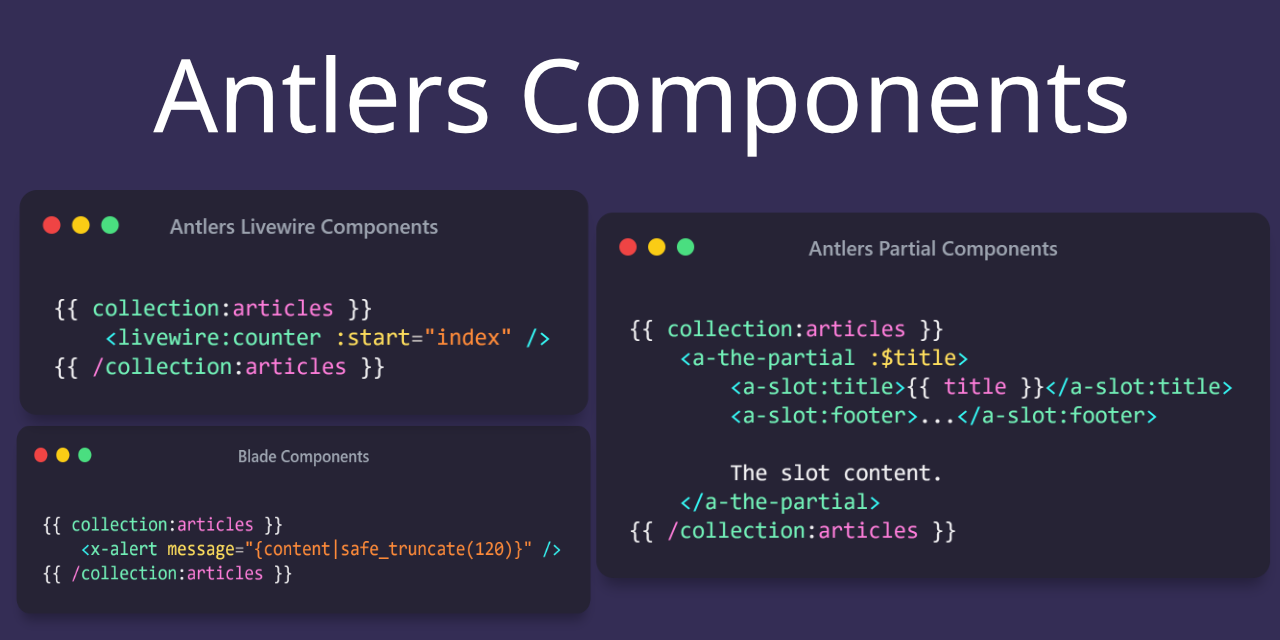 Antlers Components
Antlers Livewire Components
{{ collection:articles }}
    <livewire:counter :start="index" />
{{ /collection:articles }}
Blade Components
{{ collection:articles }}
    <x-alert message="{content|safe_truncate(120)}" />
{{ /collection:articles }}
Antlers Partial Components
{{ collection:articles }}
    <a-the-partial :$title>
        <a-slot:title>{{ title }}</a-slot:title>
        <a-slot:footer>...</a-slot:footer>
        The slot content.
    </a-the-partial>
{{ /collection:articles }}